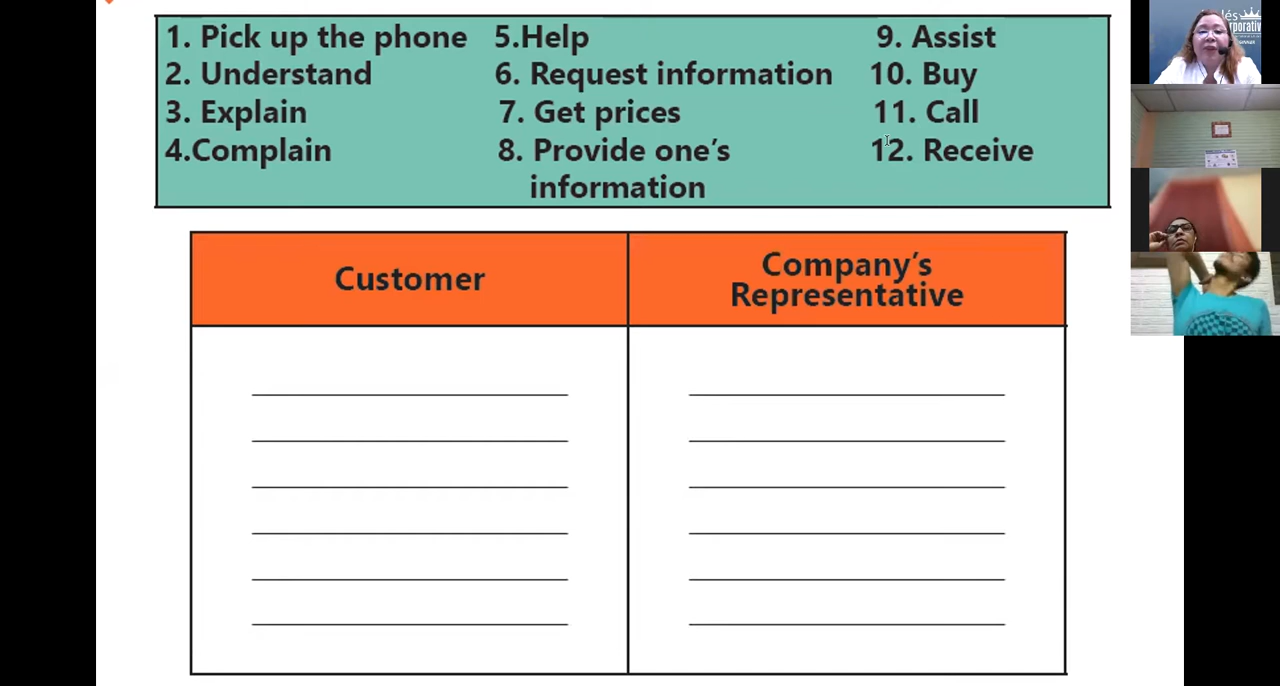 1. Pick up the phone
2. Understand
3. Explain
4.Complain
5.Help
6. Request information
7. Get prices
8. Provide one's
information
9. Assist
10. Buy
11. Call
12. Receive
Customer
Company's
Representative